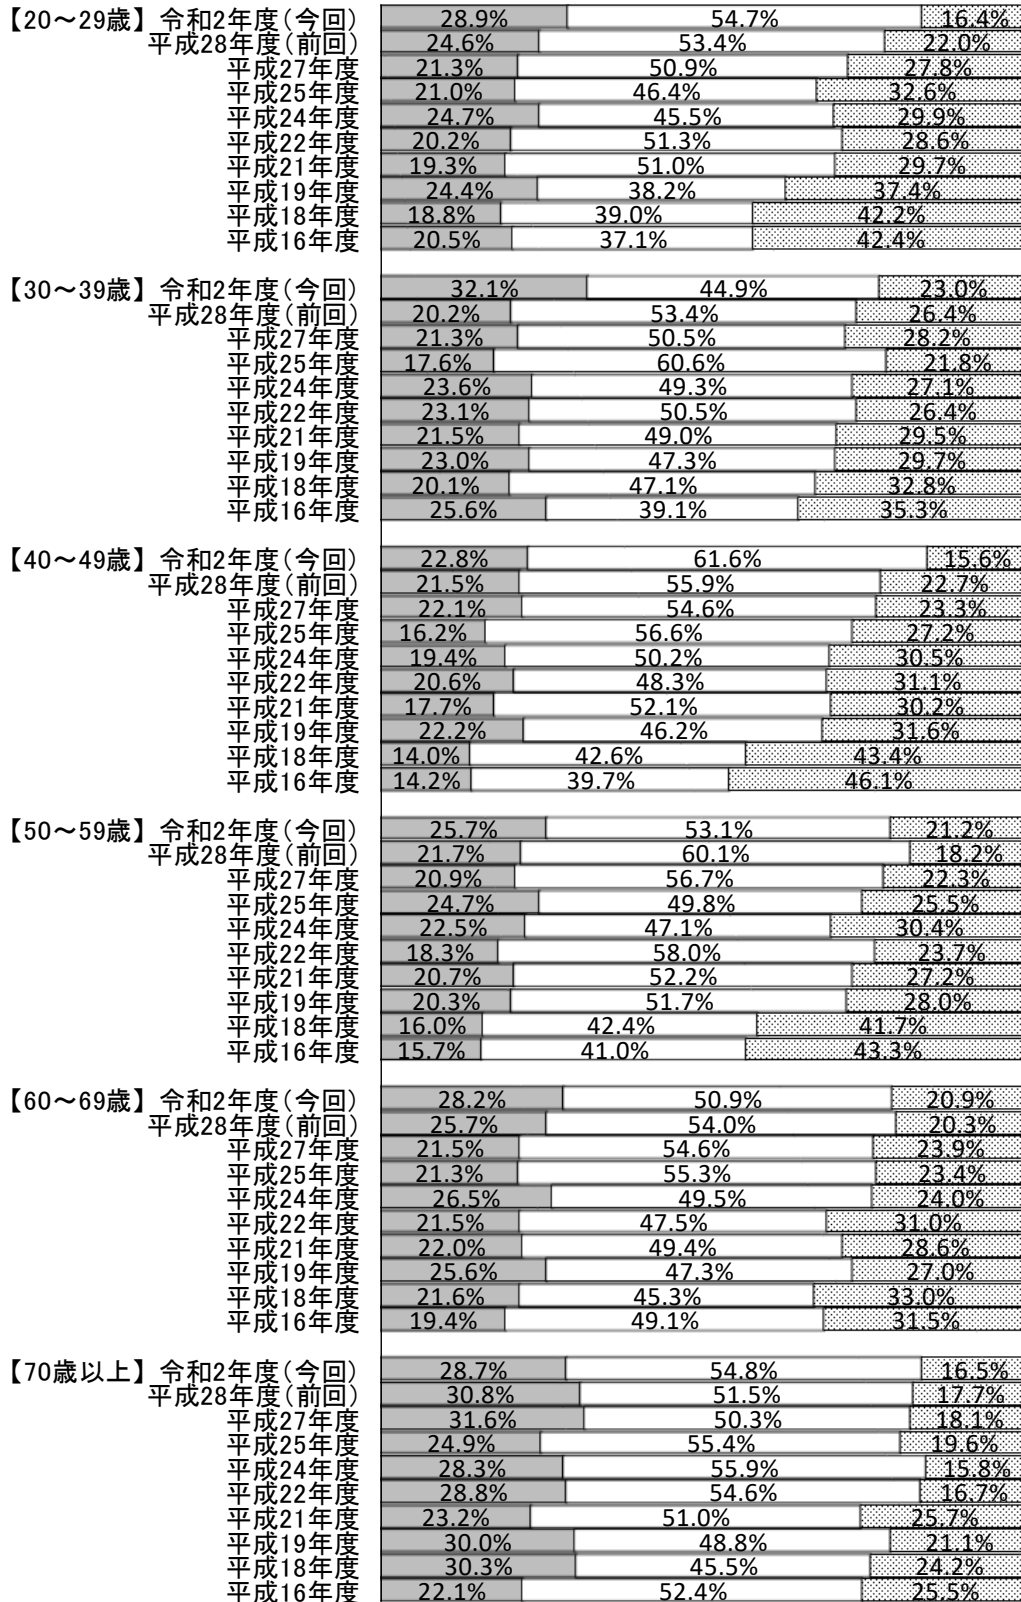 【20～29歳】令和2年度(今回) 28.9% 54.7% 16.4%
平成28年度(前回) 24.6% 53.4% 22.0%
平成27年度 21.3% 50.9% 27.8%
平成25年度 21.0% 46.4% 32.6%
平成24年度 24.7% 45.5% 29.9%
平成22年度 20.2% 51.3% 28.6%
平成21年度 19.3% 51.0% 29.7%
平成19年度 24.4% 38.2% 37.4%
平成18年度 18.8% 39.0% 42.2%
平成16年度 20.5% 37.1% 42.4%
【30～39歳】令和2年度(今回) 32.1% 44.9% 23.0%
平成28年度(前回) 20.2% 53.4% 26.4%
平成27年度 21.3% 50.5% 28.2%
平成25年度 17.6% 60.6% 21.8%
平成24年度 23.6% 49.3% 27.1%
平成22年度 23.1% 50.5% 26.4%
平成21年度 21.5% 49.0% 29.5%
平成19年度 23.0% 47.3% 29.7%
平成18年度 20.1% 47.1% 32.8%
平成16年度 25.6% 39.1% 35.3%
【40～49歳】令和2年度(今回) 22.8% 61.6% 15.6%
平成28年度(前回) 21.5% 55.9% 22.7%
平成27年度 22.1% 54.6% 23.3%
平成25年度 16.2% 56.6% 27.2%
平成24年度 19.4% 50.2% 30.5%
平成22年度 20.6% 48.3% 31.1%
平成21年度 17.7% 52.1% 30.2%
平成19年度 22.2% 46.2% 31.6%
平成18年度 14.0% 42.6% 43.4%
平成16年度 14.2% 39.7% 46.1%
【50～59歳】令和2年度(今回) 25.7% 53.1% 21.2%
平成28年度(前回) 21.7% 60.1% 18.2%
平成27年度 20.9% 56.7% 22.3%
平成25年度 24.7% 49.8% 25.5%
平成24年度 22.5% 47.1% 30.4%
平成22年度 18.3% 58.0% 23.7%
平成21年度 20.7% 52.2% 27.2%
平成19年度 20.3% 51.7% 28.0%
平成18年度 16.0% 42.4% 41.7%
平成16年度 15.7% 41.0% 43.3%
【60～69歳】令和2年度(今回) 28.2% 50.9% 20.9%
平成28年度(前回) 25.7% 54.0% 20.3%
平成27年度 21.5% 54.6% 23.9%
平成25年度 21.3% 55.3% 23.4%
平成24年度 26.5% 49.5% 24.0%
平成22年度 21.5% 47.5% 31.0%
平成21年度 22.0% 49.4% 28.6%
平成19年度 25.6% 47.3% 27.0%
平成18年度 21.6% 45.3% 33.0%
平成16年度 19.4% 49.1% 31.5%
【70歳以上】令和2年度(今回) 28.7% 54.8% 16.5%
平成28年度(前回) 30.8% 51.5% 17.7%
平成27年度 31.6% 50.3% 18.1%
平成25年度 24.9% 55.4% 19.6%
平成24年度 28.3% 55.9% 15.8%
平成22年度 28.8% 54.6% 16.7%
平成21年度 23.2% 51.0% 25.7%
平成19年度 30.0% 48.8% 21.1%
平成18年度 30.3% 45.5% 24.2%
平成16年度 22.1% 52.4% 25.5%